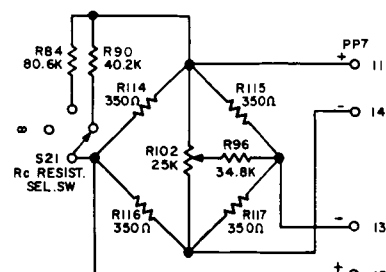 R84
80.6K
R90
40.2K
PP7
R114
350Ω
R115
350Ω
+
11
-
14
∞
R102
25K
R96
34.8K
S21
Rc RESIST.
SEL.SW
R116
350Ω
R117
350Ω
-
13
+